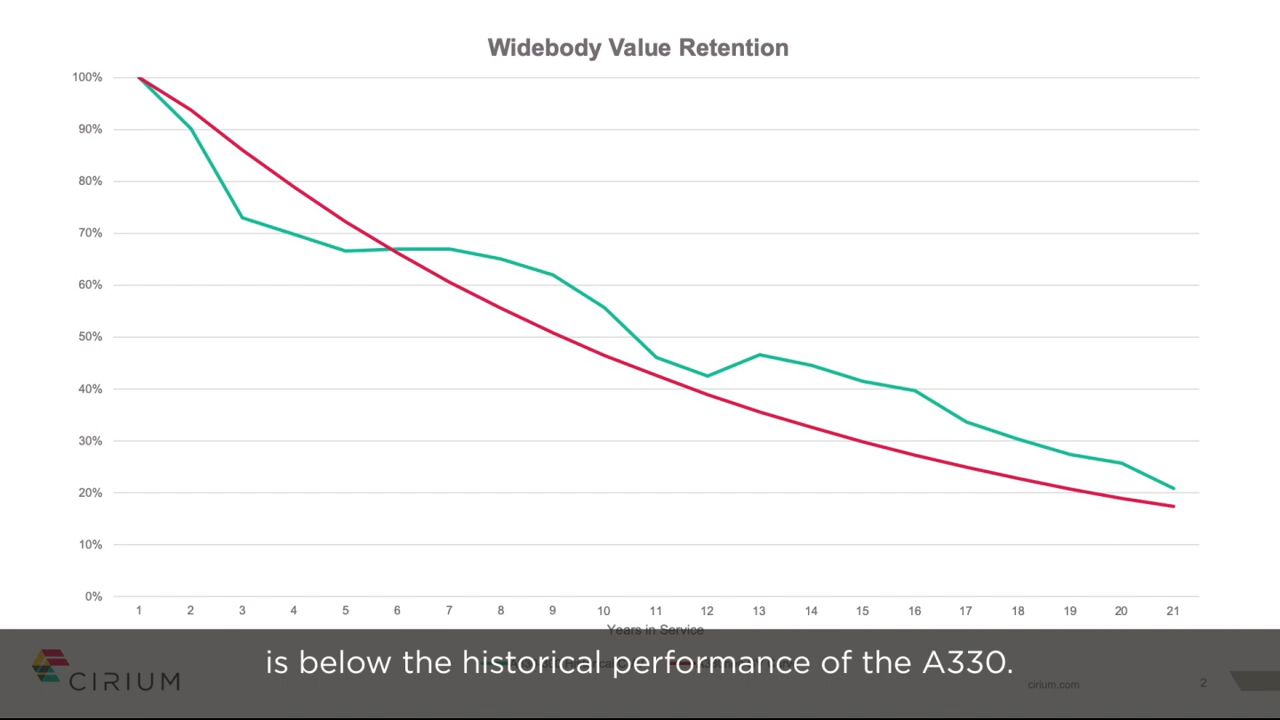 Widebody Value Retention
100%
90%
80%
70%
60%
50%
40%
30%
20%
10%
0%
1 2 3 4 5 6 7 8 9 10 11 12 13 14 15 16 17 18 19 20 21
Years in Service
is below the historical performance of the A330.
CIRIUM
cirium.com
2